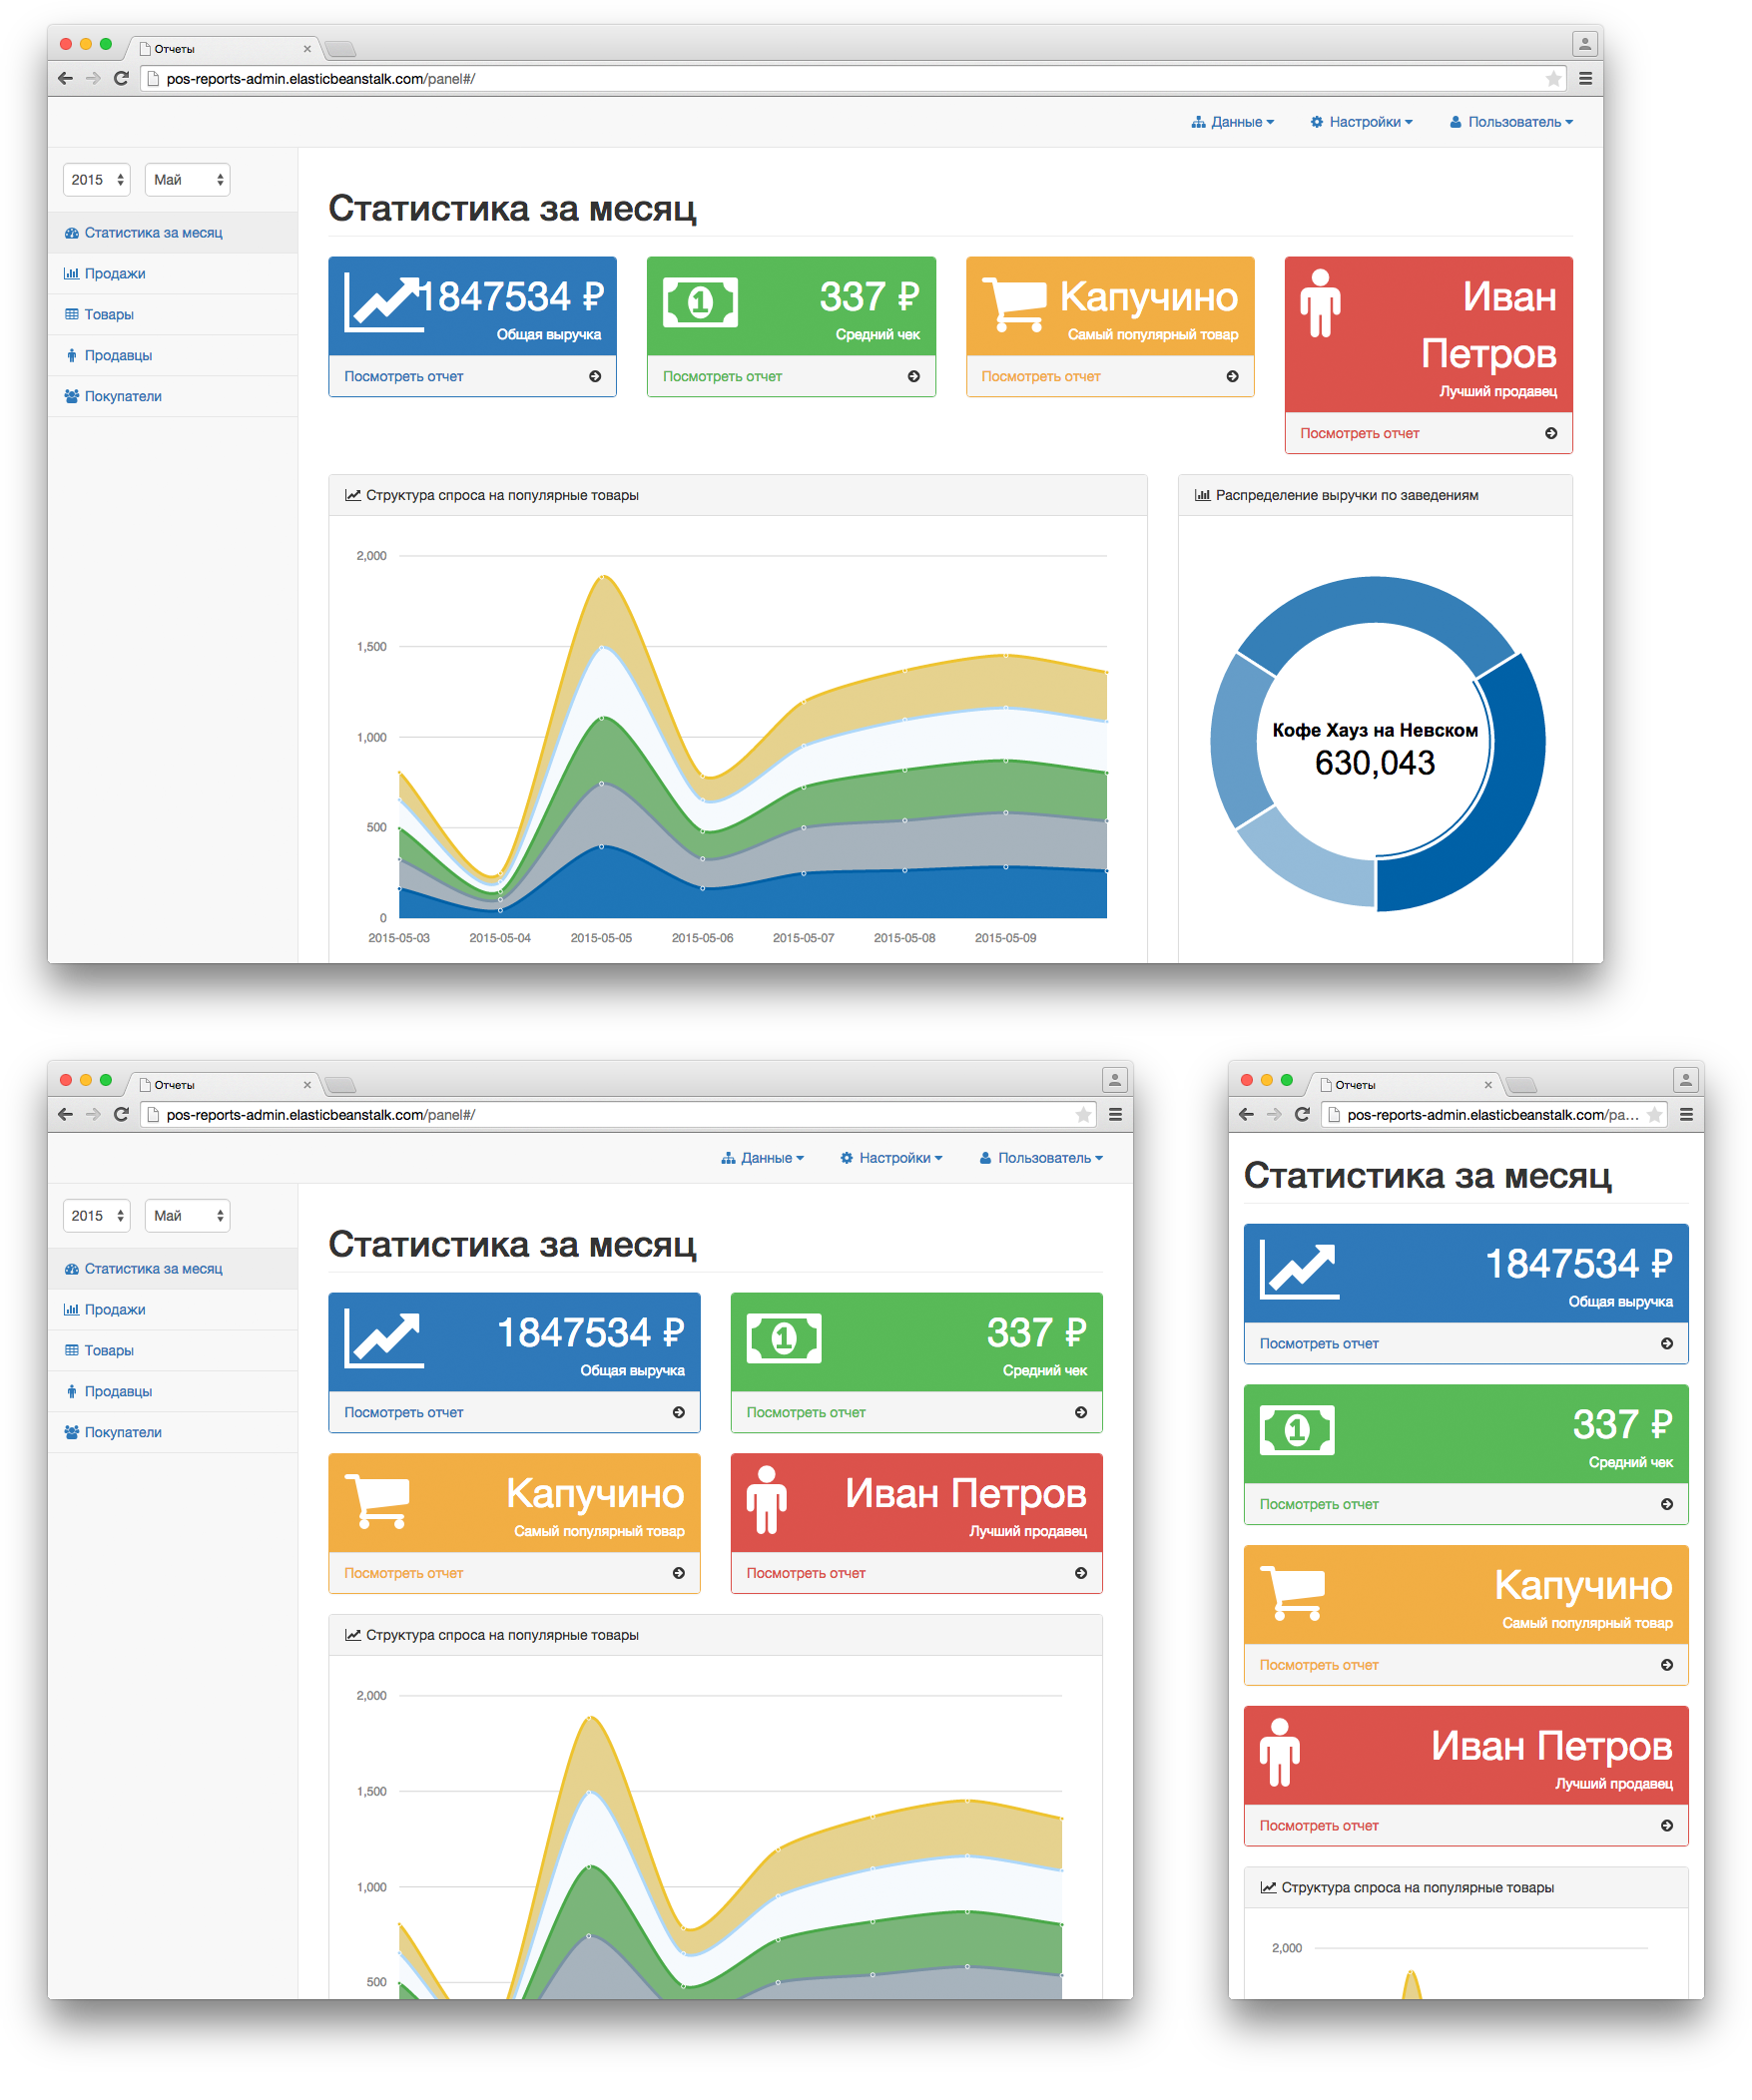 Отчеты
pos-reports-admin.elasticbeanstalk.com/panel#/
Данные Настройки Пользователь
2015 Май
Статистика за месяц
Продажи
Товары
Продавцы
Покупатели
Статистика за месяц
1847534 ₽
Общая выручка
Посмотреть отчет
1
337 ₽
Средний чек
Посмотреть отчет
Капучино
Самый популярный товар
Посмотреть отчет
Иван
Петров
Лучший продавец
Посмотреть отчет
Структура спроса на популярные товары
2,000
1,500
1,000
500
0
2015-05-03 2015-05-04 2015-05-05 2015-05-06 2015-05-07 2015-05-08 2015-05-09
Распределение выручки по заведениям
Кофе Хауз на Невском
630,043
Отчеты
pos-reports-admin.elasticbeanstalk.com/panel#/
Данные Настройки Пользователь
2015 Май
Статистика за месяц
Продажи
Товары
Продавцы
Покупатели
Статистика за месяц
1847534 ₽
Общая выручка
Посмотреть отчет
1
337 ₽
Средний чек
Посмотреть отчет
Капучино
Самый популярный товар
Посмотреть отчет
Иван Петров
Лучший продавец
Посмотреть отчет
Структура спроса на популярные товары
2,000
1,500
1,000
500
Отчеты
pos-reports-admin.elasticbeanstalk.com/pa...
Статистика за месяц
1847534 ₽
Общая выручка
Посмотреть отчет
1
337 ₽
Средний чек
Посмотреть отчет
Капучино
Самый популярный товар
Посмотреть отчет
Иван Петров
Лучший продавец
Посмотреть отчет
Структура спроса на популярные товары
2,000